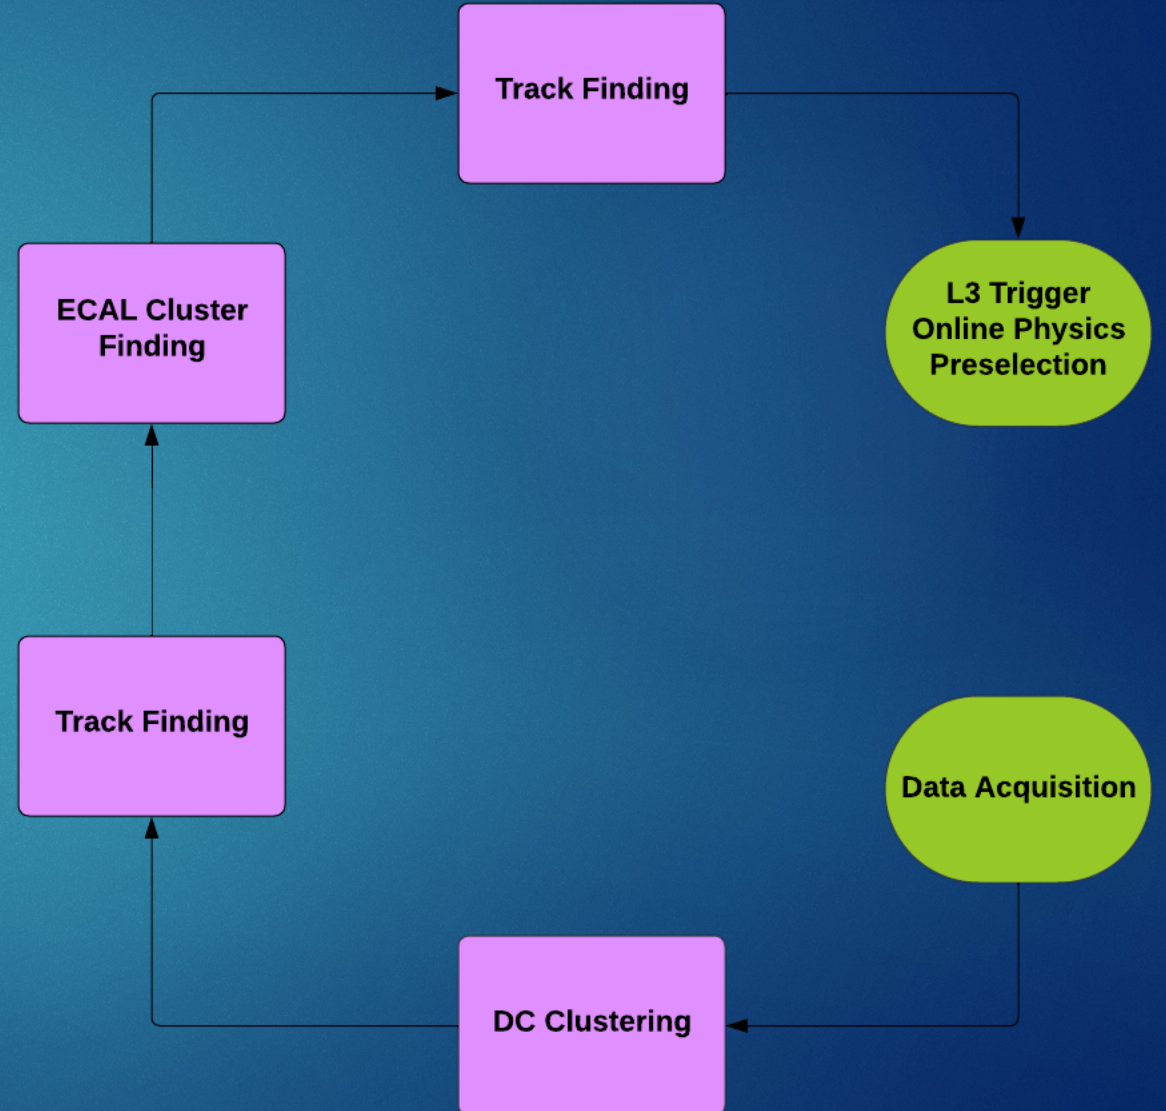 Track Finding
ECAL Cluster
Finding
L3 Trigger
Online Physics
Preselection
Track Finding
Data Acquisition
DC Clustering